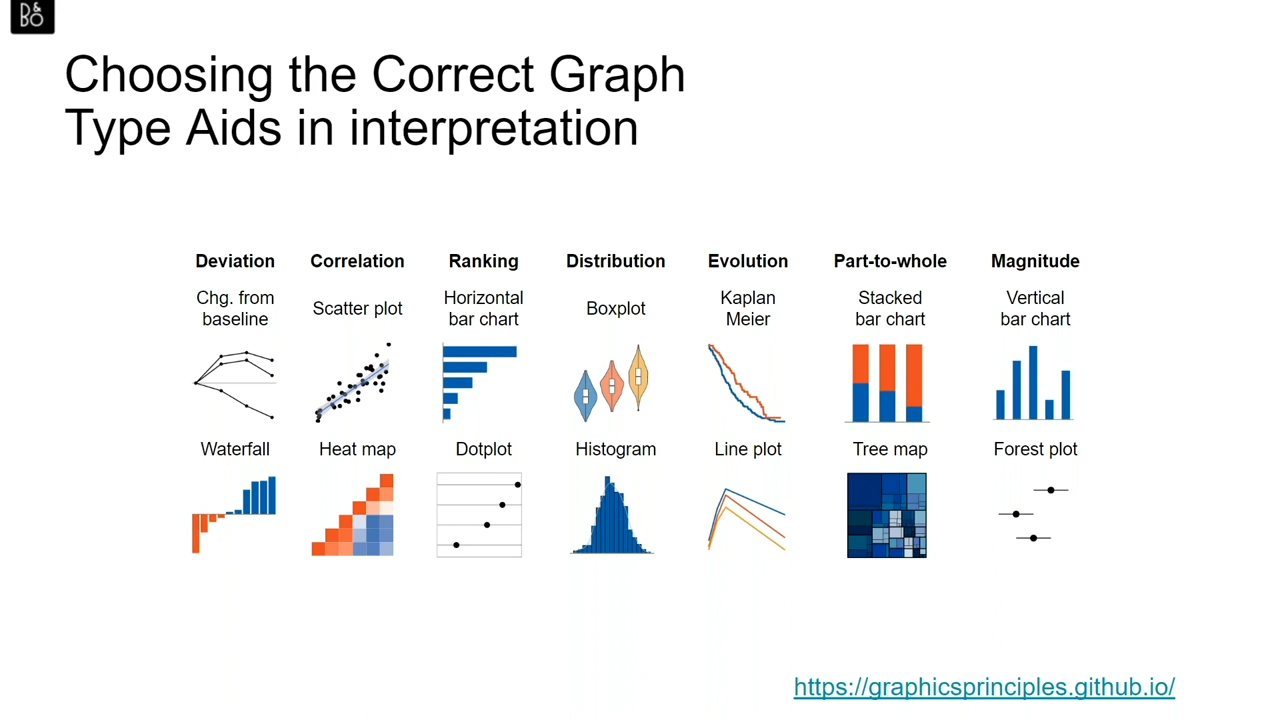 B&O
Choosing the Correct Graph
Type Aids in interpretation
Deviation Correlation Ranking Distribution Evolution Part-to-whole Magnitude
Chg. from baseline Scatter plot Horizontal bar chart Boxplot Kaplan Meier Stacked bar chart Vertical bar chart
Waterfall Heat map Dotplot Histogram Line plot Tree map Forest plot
https://graphicsprinciples.github.io/